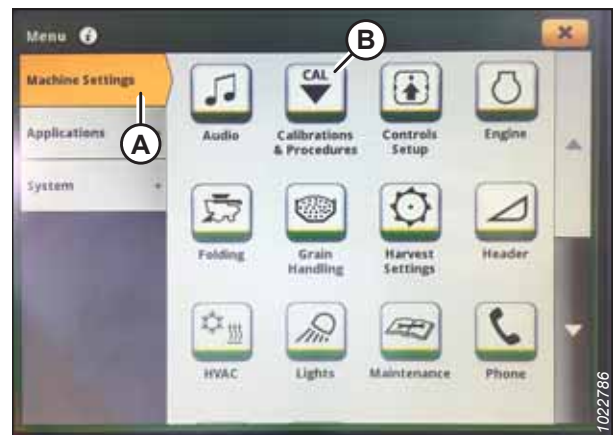 Menu i
Machine Settings
Applications
System
A
B
CAL
Audio
Calibrations
& Procedures
Controls
Setup
Engine
Folding
Grain
Handling
Harvest
Settings
Header
HVAC
Lights
Maintenance
Phone
1022786